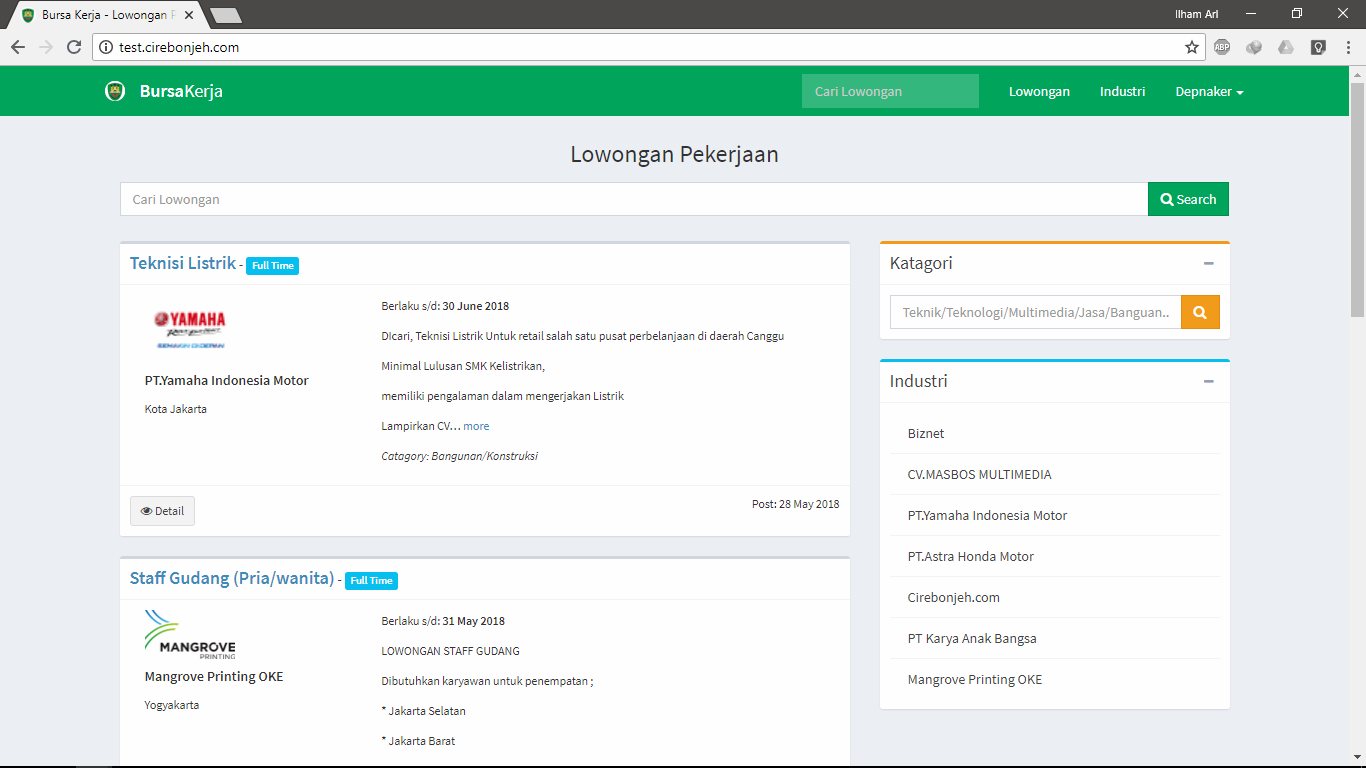 Bursa Kerja - Lowongan P
Ilham Arl
test.cirebonjeh.com
ABP
BursaKerja
Cari Lowongan
Lowongan
Industri
Depnaker
Lowongan Pekerjaan
Cari Lowongan
Search
Teknisi Listrik - Full Time
YAMAHA
PT.Yamaha Indonesia Motor
Kota Jakarta
Berlaku s/d: 30 June 2018
DIcari, Teknisi Listrik Untuk retail salah satu pusat perbelanjaan di daerah Canggu
Minimal Lulusan SMK Kelistrikan,
memiliki pengalaman dalam mengerjakan Listrik
Lampirkan CV… more
Catagory: Bangunan/Konstruksi
Detail
Post: 28 May 2018
Staff Gudang (Pria/wanita) - Full Time
MANGROVE
PRINTING
Mangrove Printing OKE
Yogyakarta
Berlaku s/d: 31 May 2018
LOWONGAN STAFF GUDANG
Dibutuhkan karyawan untuk penempatan ;
* Jakarta Selatan
* Jakarta Barat
Katagori
Teknik/Teknologi/Multimedia/Jasa/Banguan..
Industri
Biznet
CV.MASBOS MULTIMEDIA
PT.Yamaha Indonesia Motor
PT.Astra Honda Motor
Cirebonjeh.com
PT Karya Anak Bangsa
Mangrove Printing OKE